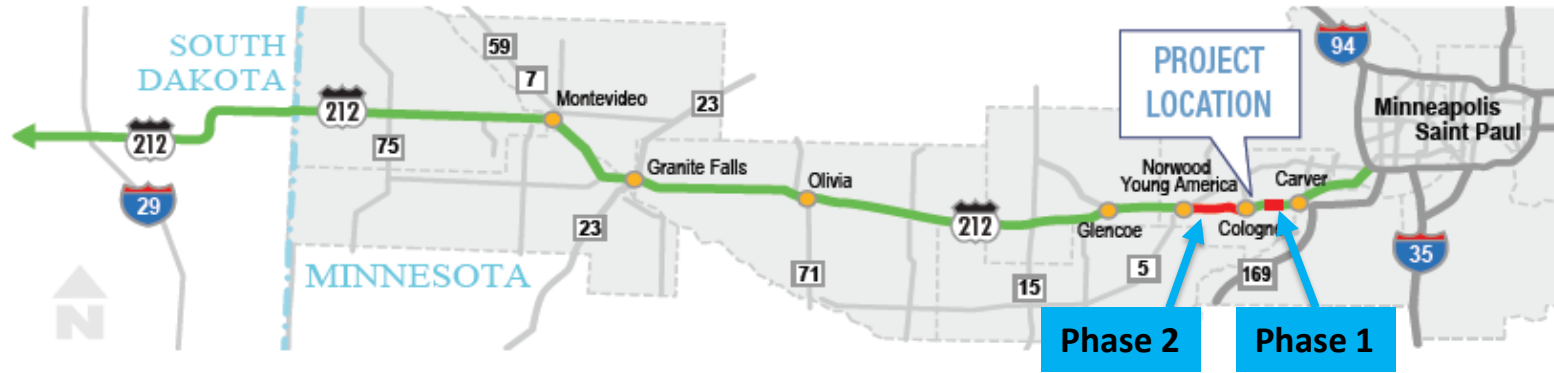 SOUTH
DAKOTA
212
29
N
MINNESOTA
212
75
59
7
Montevideo
23
Granite Falls
23
Olivia
71
212
15
Glencoe
5
Norwood
Young America
PROJECT
LOCATION
Cologne
Carver
169
94
Minneapolis
Saint Paul
35
Phase 2
Phase 1